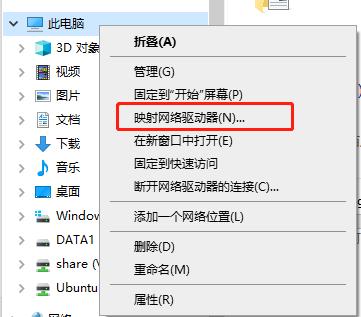 此电脑
3D 对象
视频
图片
文档
下载
音乐
桌面
Window
DATA1
share (V
Ubuntu
网络
折叠(A)
管理(G)
固定到"开始"屏幕(P)
映射网络驱动器(N)...
在新窗口中打开(E)
固定到快速访问
断开网络驱动器的连接(C)...
添加一个网络位置(L)
删除(D)
重命名(M)
属性(R)